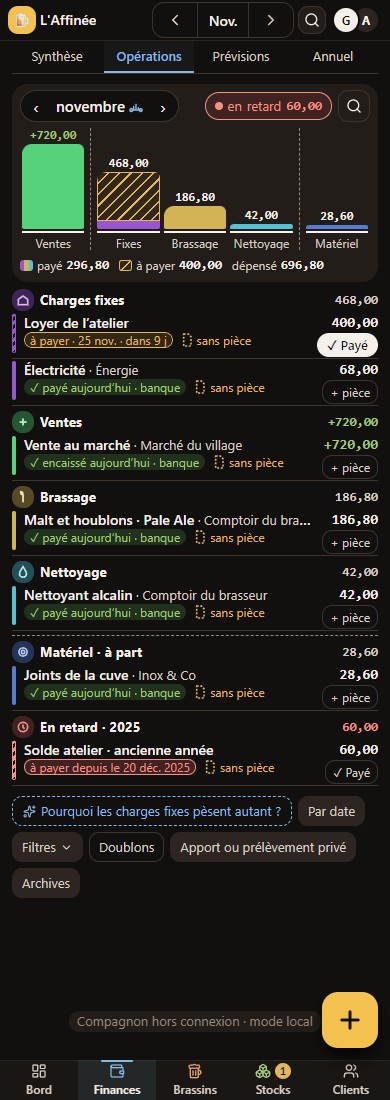 L'Affinée
Nov.
G A
Synthèse Opérations Prévisions Annuel
novembre
en retard 60,00
+720,00
468,00
186,80
42,00
28,60
Ventes Fixes Brassage Nettoyage Matériel
payé 296,80 à payer 400,00 dépensé 696,80
Charges fixes 468,00
Loyer de l'atelier 400,00
à payer · 25 nov. · dans 9 j sans pièce ✓ Payé
Électricité · Énergie 68,00
✓ payé aujourd'hui · banque sans pièce + pièce
Ventes +720,00
Vente au marché · Marché du village +720,00
✓ encaissé aujourd'hui · banque sans pièce + pièce
Brassage 186,80
Malt et houblons · Pale Ale · Comptoir du bra... 186,80
✓ payé aujourd'hui · banque sans pièce + pièce
Nettoyage 42,00
Nettoyant alcalin · Comptoir du brasseur 42,00
✓ payé aujourd'hui · banque sans pièce + pièce
Matériel · à part 28,60
Joints de la cuve · Inox & Co 28,60
✓ payé aujourd'hui · banque sans pièce + pièce
En retard · 2025 60,00
Solde atelier · ancienne année 60,00
à payer depuis le 20 déc. 2025 sans pièce ✓ Payé
Pourquoi les charges fixes pèsent autant ? Par date
Filtres Doublons Apport ou prélèvement privé
Archives
Compagnon hors connexion · mode local
+
1
Bord Finances Brassins Stocks Clients